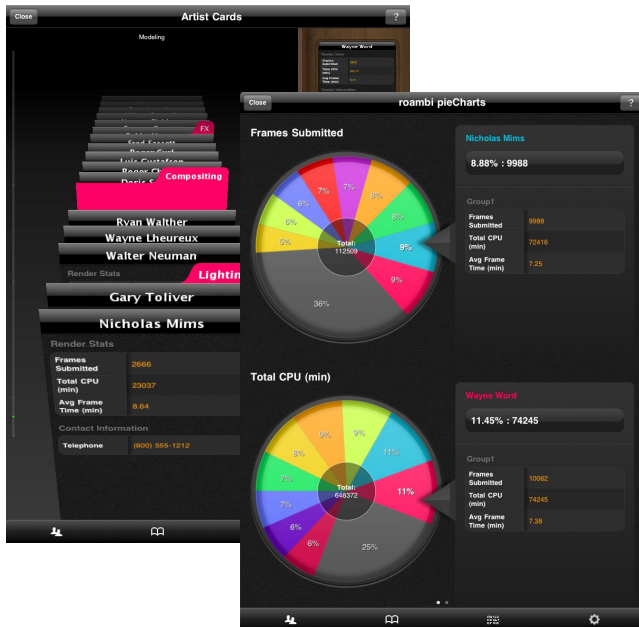 Close
Artist Cards
?
Modeling
Wayne Word
FX
Compositing
Ryan Walther
Wayne Lheureux
Walter Neuman
Render Stats
Lightin
Gary Toliver
Nicholas Mims
Render Stats
Frames Submitted 2666
Total CPU (min) 23037
Avg Frame Time (min) 8.64
Contact Information
Telephone (800) 555-1212
Close
roambi pieCharts
?
Frames Submitted
7%
7%
8%
6%
8%
6%
5%
Total:
112509
9%
9%
36%
Nicholas Mims
8.88% : 9988
Group1
Frames Submitted 9988
Total CPU (min) 72416
Avg Frame Time (min) 7.25
Total CPU (min)
9%
9%
8%
11%
7%
Total:
648372
11%
7%
6%
6%
25%
Wayne Word
11.45% : 74245
Group1
Frames Submitted 10062
Total CPU (min) 74245
Avg Frame Time (min) 7.38